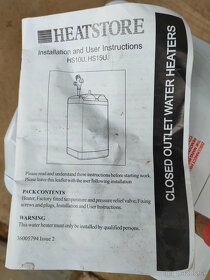 HEATSTORE
Installation and User Instructions
HS10U, HS15U
Please read and understand these instructions before starting work.
Please leave this leaflet with the user following installation
PACK CONTENTS
Heater, Factory fitted temperature and pressure relief valve, Fixing
screws and plugs, Installation and User Instructions.
WARNING
This water heater must only be installed by qualified persons.
36005794 Issue 2
CLOSED OUTLET WATER HEATERS